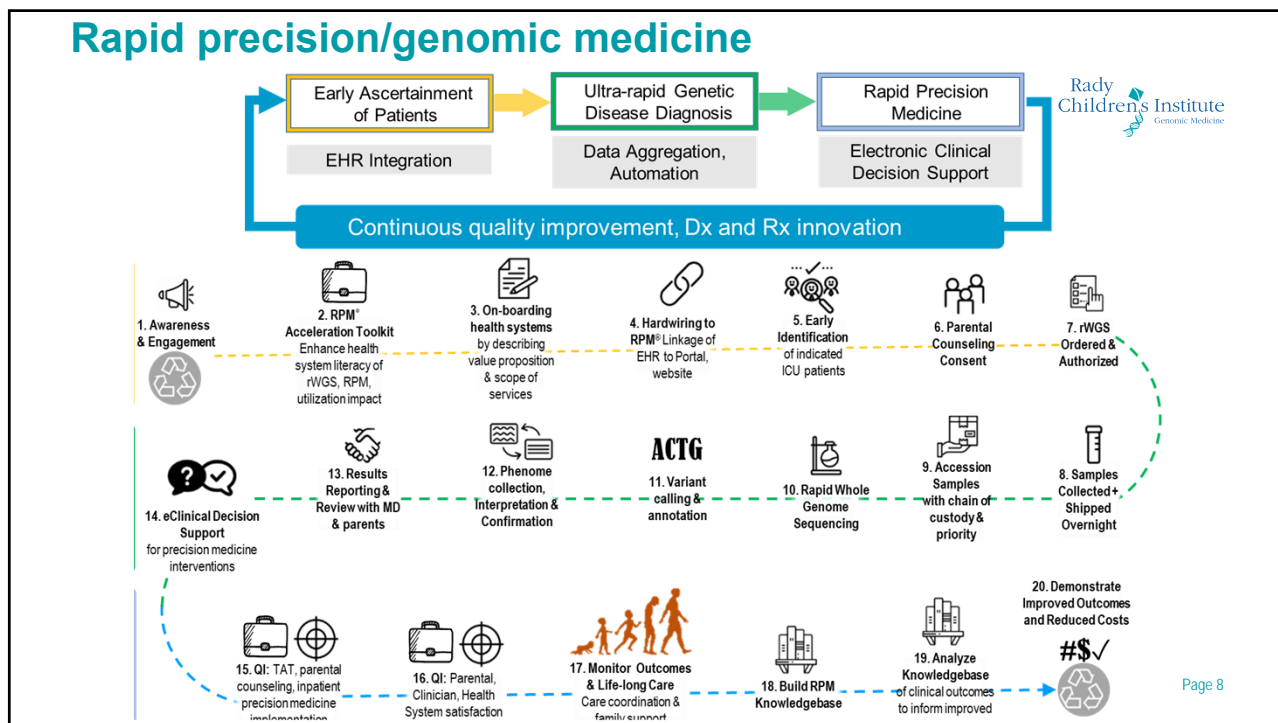 Rapid precision/genomic medicine
Early Ascertainment
of Patients
Ultra-rapid Genetic
Disease Diagnosis
Rapid Precision
Medicine
Rady
Children's Institute
Genomic Medicine
EHR Integration
Data Aggregation,
Automation
Electronic Clinical
Decision Support
Continuous quality improvement, Dx and Rx innovation
1. Awareness
& Engagement
2. RPM®
Acceleration Toolkit
Enhance health
system literacy of
rWGS, RPM,
utilization impact
3. On-boarding
health systems
by describing
value proposition
& scope of
services
4. Hardwiring to
RPM® Linkage of
EHR to Portal,
website
5. Early
Identification
of indicated
ICU patients
6. Parental
Counseling
Consent
7. rWGS
Ordered &
Authorized
?
14. eClinical Decision
Support
for precision medicine
interventions
13. Results
Reporting &
Review with MD
& parents
12. Phenome
collection,
Interpretation &
Confirmation
ACTG
11. Variant
calling &
annotation
10. Rapid Whole
Genome
Sequencing
9. Accession
Samples
with chain of
custody &
priority
8. Samples
Collected +
Shipped
Overnight
15. QI: TAT, parental
counseling, inpatient
precision medicine
implementation
16. QI: Parental,
Clinician, Health
System satisfaction
17. Monitor Outcomes
& Life-long Care
Care coordination &
family support
18. Build RPM
Knowledgebase
19. Analyze
Knowledgebase
of clinical outcomes
to inform improved
20. Demonstrate
Improved Outcomes
and Reduced Costs
#$✓
Page 8